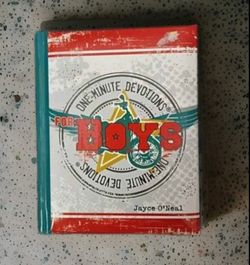 ONE-MINUTE DEVOTIONS®
FOR
BOYS
ONE-MINUTE DEVOTIONS®
Jayce O'Neal